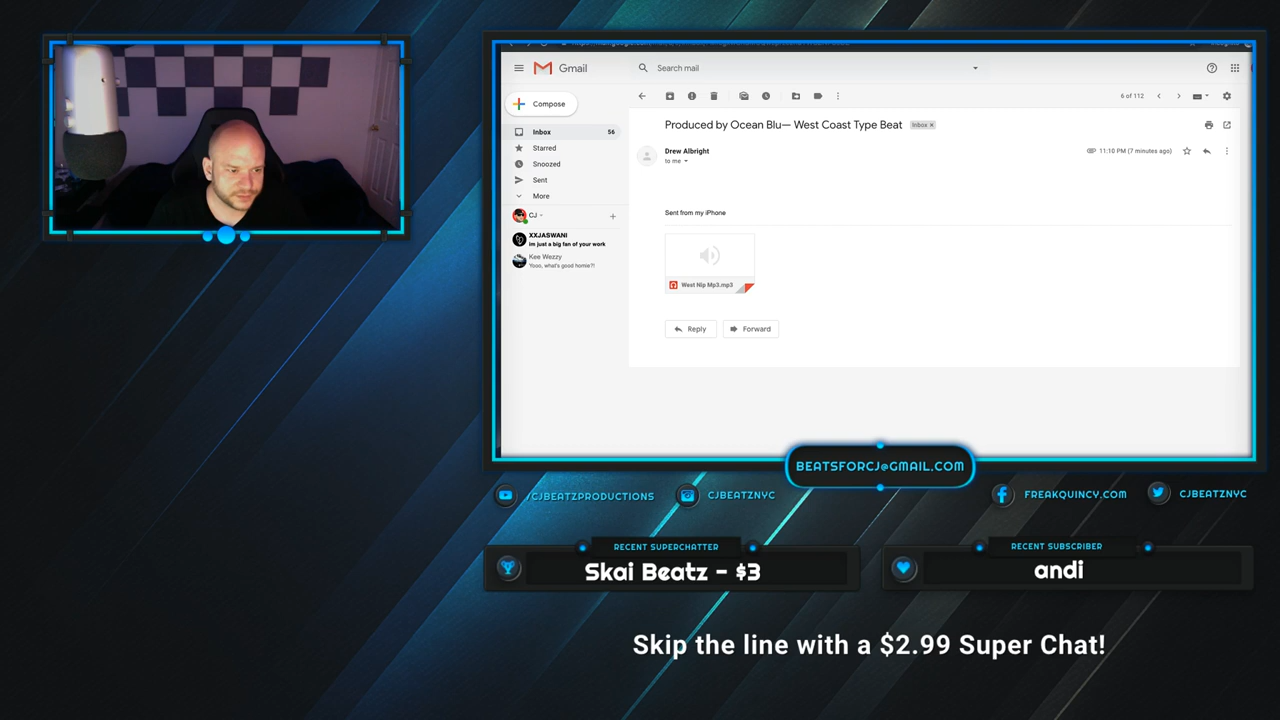 Gmail
Search mail
Compose
6 of 112
Inbox 56
Starred
Snoozed
Sent
More
CJ
XXJASWANI
im just a big fan of your work
Kee Wezzy
Yooo, what's good homie?!
Produced by Ocean Blu— West Coast Type Beat Inbox x
Drew Albright
to me
11:10 PM (7 minutes ago)
Sent from my iPhone
West Nip Mp3.mp3
Reply Forward
BEATSFORCJ@GMAIL.COM
/CJBEATZPRODUCTIONS
CJBEATZNYC
FREAKQUINCY.COM
CJBEATZNYC
RECENT SUPERCHATTER
Skai Beatz - $3
RECENT SUBSCRIBER
andi
Skip the line with a $2.99 Super Chat!